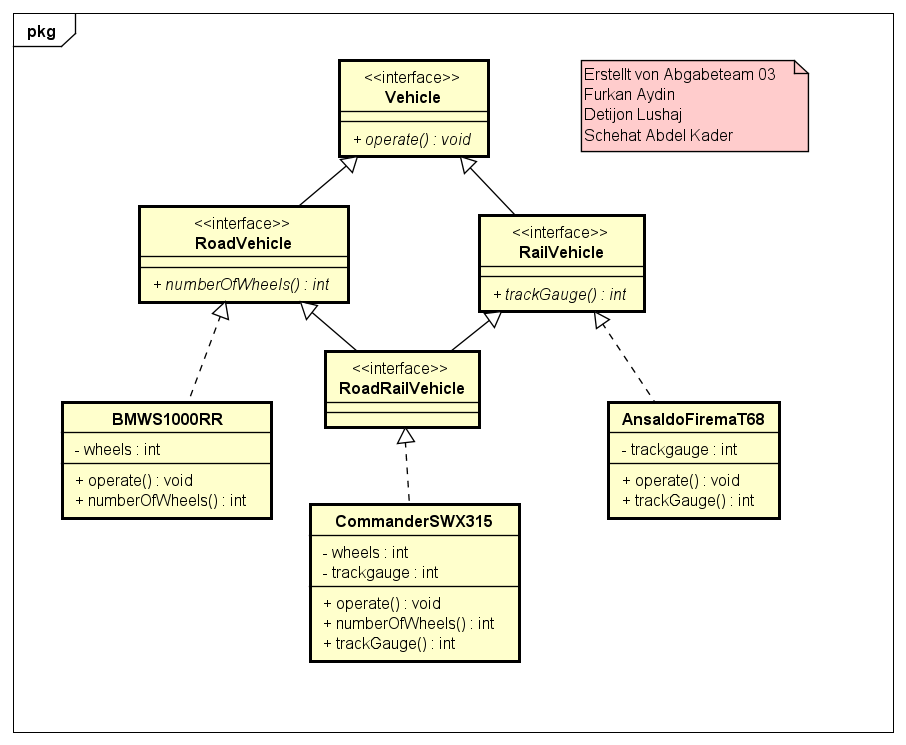 pkg
<<interface>>
Vehicle
+ operate() : void
Erstellt von Abgabeteam 03
Furkan Aydin
Detijon Lushaj
Schehat Abdel Kader
<<interface>>
RoadVehicle
+ numberOfWheels() : int
<<interface>>
RailVehicle
+ trackGauge() : int
<<interface>>
RoadRailVehicle
BMWS1000RR
- wheels : int
+ operate() : void
+ numberOfWheels() : int
AnsaldoFiremaT68
- trackgauge : int
+ operate() : void
+ trackGauge() : int
CommanderSWX315
- wheels : int
- trackgauge : int
+ operate() : void
+ numberOfWheels() : int
+ trackGauge() : int